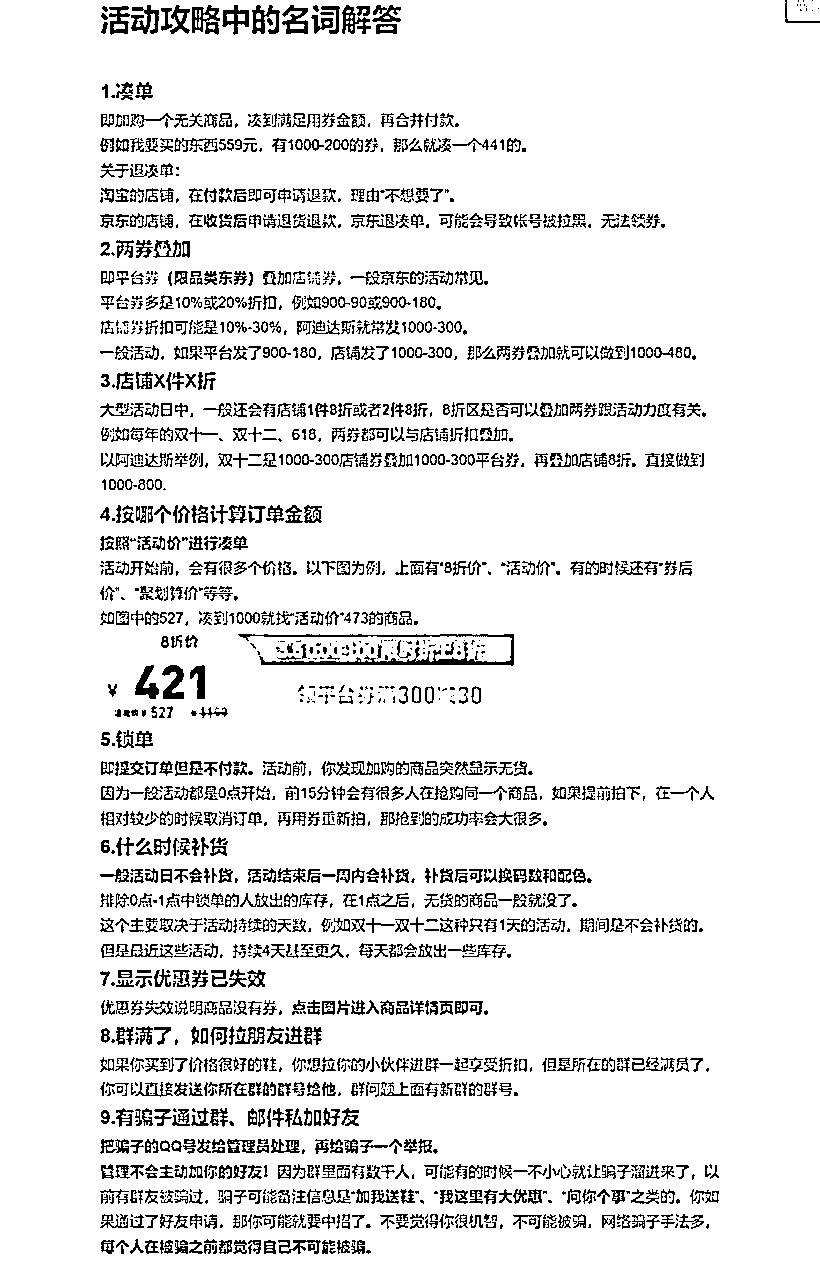 活动攻略中的名词解答
1.凑单
即加购一个无关商品，凑到满足用券金额，再合并付款。
例如我要买的东西559元，有1000-200的券，那么就凑一个441的。
关于退凑单：
淘宝的店铺，在付款后即可申请退款，理由“不想要了”。
京东的店铺，在收货后申请退货退款，京东退凑单，可能会导致帐号被拉黑，无法领券。
2.两券叠加
即平台券（限品类东券）叠加店铺券，一般京东的活动常见。
平台券多是10%或20%折扣，例如900-90或900-180。
店铺券折扣可能是10%-30%，阿迪达斯就常发1000-300。
一般活动，如果平台发了900-180，店铺发了1000-300，那么两券叠加就可以做到1000-480。
3.店铺X件X折
大型活动日中，一般还会有店铺1件8折或者2件8折，8折区是否可以叠加两券跟活动力度有关。
例如每年的双十一、双十二、618，两券都可以与店铺折扣叠加。
以阿迪达斯举例，双十二是1000-300店铺券叠加1000-300平台券，再叠加店铺8折。直接做到
1000-800.
4.按哪个价格计算订单金额
按照“活动价”进行凑单
活动开始前，会有很多个价格。以下图为例，上面有“8折价”、“活动价”。有的时候还有“券后
价”、“聚划算价”等等。
如图中的527，凑到1000就找“活动价”473的商品。
8折价
¥ 421
领平台券满300减30
¥ 527
5.锁单
即提交订单但是不付款。活动前，你发现加购的商品突然显示无货。
因为一般活动都是0点开始，前15分钟会有很多人在抢购同一个商品，如果提前拍下，在一个人
相对较少的时候取消订单，再用券重新拍，那抢到的成功率会大很多。
6.什么时候补货
一般活动日不会补货，活动结束后一周内会补货，补货后可以换码数和配色。
排除0点-1点中锁单的人放出的库存，在1点之后，无货的商品一般就没了。
这个主要取决于活动持续的天数，例如双十一双十二这种只有1天的活动，期间是不会补货的。
但是最近这些活动，持续4天甚至更久，每天都会放出一些库存。
7.显示优惠券已失效
优惠券失效说明商品没有券，点击图片进入商品详情页即可。
8.群满了，如何拉朋友进群
如果你买到了价格很好的鞋，你想拉你的小伙伴进群一起享受折扣，但是所在的群已经满员了，
你可以直接发送你所在群的群号给他，群问题上面有新群的群号。
9.有骗子通过群、邮件私加好友
把骗子的QQ号发给管理员处理，再给骗子一个举报。
管理不会主动加你的好友！因为群里面有数千人，可能有的时候一不小心就让骗子溜进来了，以
前有群友被骗过，骗子可能备注信息是“加我送鞋”、“我这里有大优惠”、“问你个事”之类的。你如
果通过了好友申请，那你可能就要中招了。不要觉得你很机智，不可能被骗，网络骗子手法多，
每个人在被骗之前都觉得自己不可能被骗。